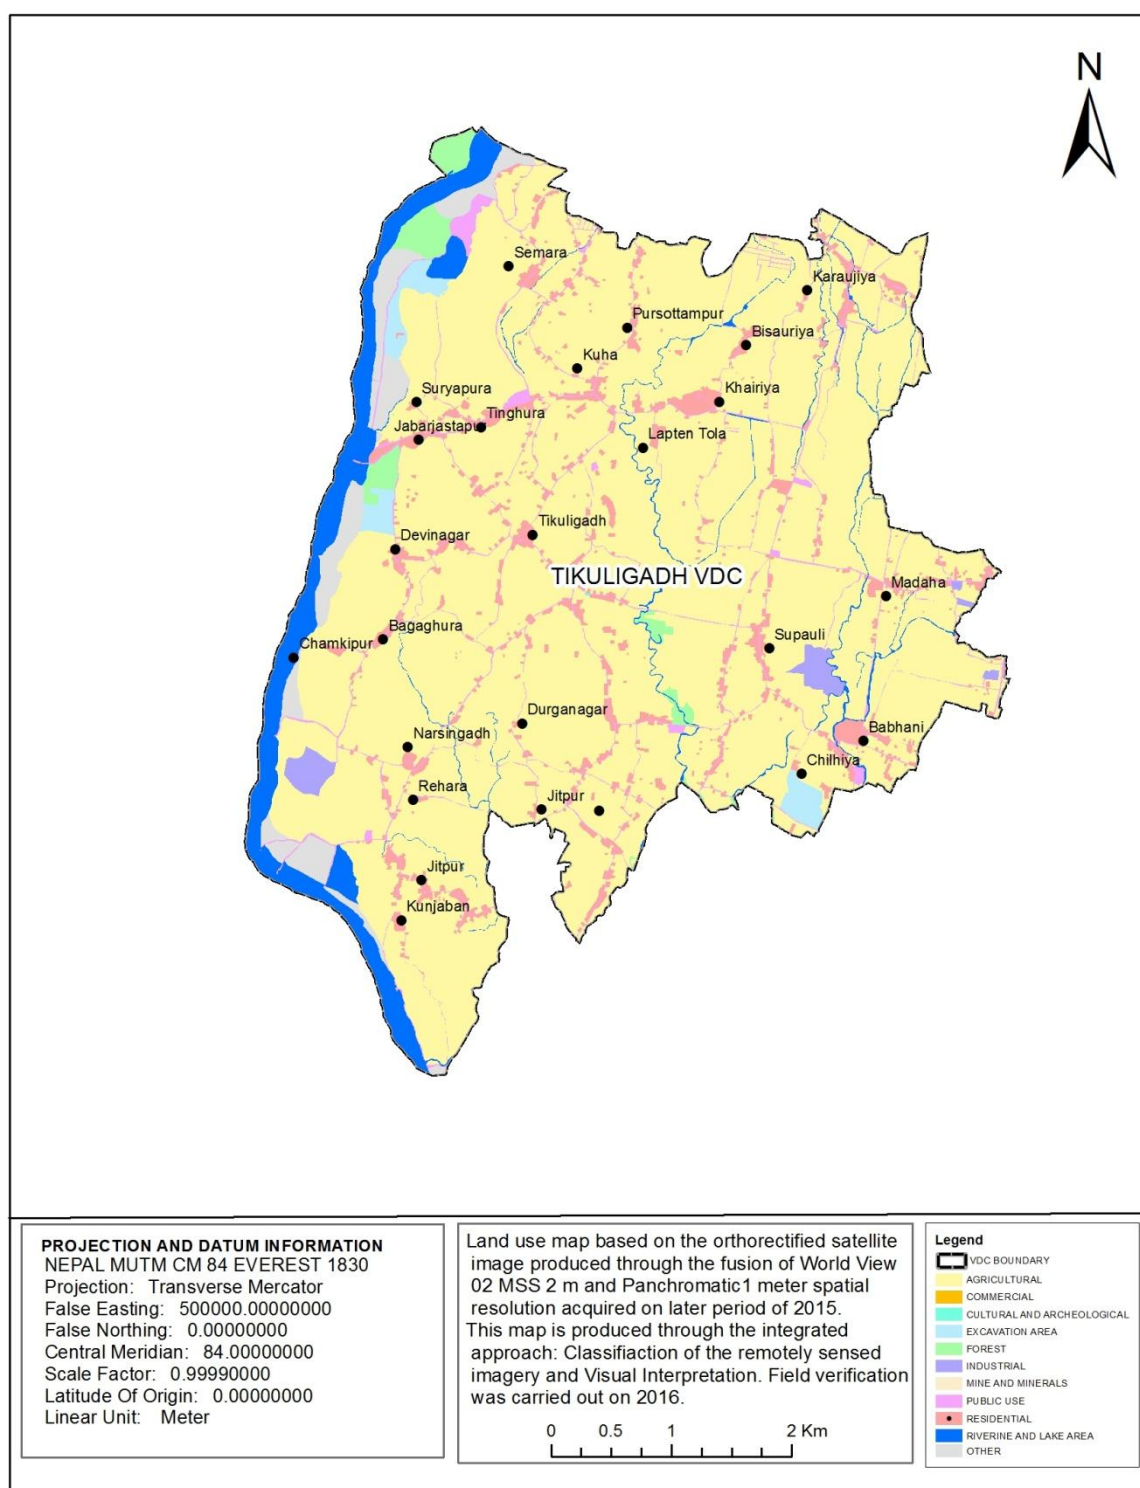 N
Semara
Karaujiya
Pursottampur
Bisauriya
Kuha
Suryapura
Khairiya
Tinghura
Jabarjastapur
Lapten Tola
Tikuligadh
Devinagar
TIKULIGADH VDC
Madaha
Bagaghura
Supauli
Chamkipur
Durganagar
Narsingadh
Babhani
Chilhiya
Rehara
Jitpur
Jitpur
Kunjaban
PROJECTION AND DATUM INFORMATION
NEPAL MUTM CM 84 EVEREST 1830
Projection: Transverse Mercator
False Easting: 500000.00000000
False Northing: 0.00000000
Central Meridian: 84.00000000
Scale Factor: 0.99990000
Latitude Of Origin: 0.00000000
Linear Unit: Meter
Land use map based on the orthorectified satellite
image produced through the fusion of World View
02 MSS 2 m and Panchromatic1 meter spatial
resolution acquired on later period of 2015.
This map is produced through the integrated
approach: Classifiaction of the remotely sensed
imagery and Visual Interpretation. Field verification
was carried out on 2016.
0 0.5 1 2 Km
Legend
VDC BOUNDARY
AGRICULTURAL
COMMERCIAL
CULTURAL AND ARCHEOLOGICAL
EXCAVATION AREA
FOREST
INDUSTRIAL
MINE AND MINERALS
PUBLIC USE
RESIDENTIAL
RIVERINE AND LAKE AREA
OTHER